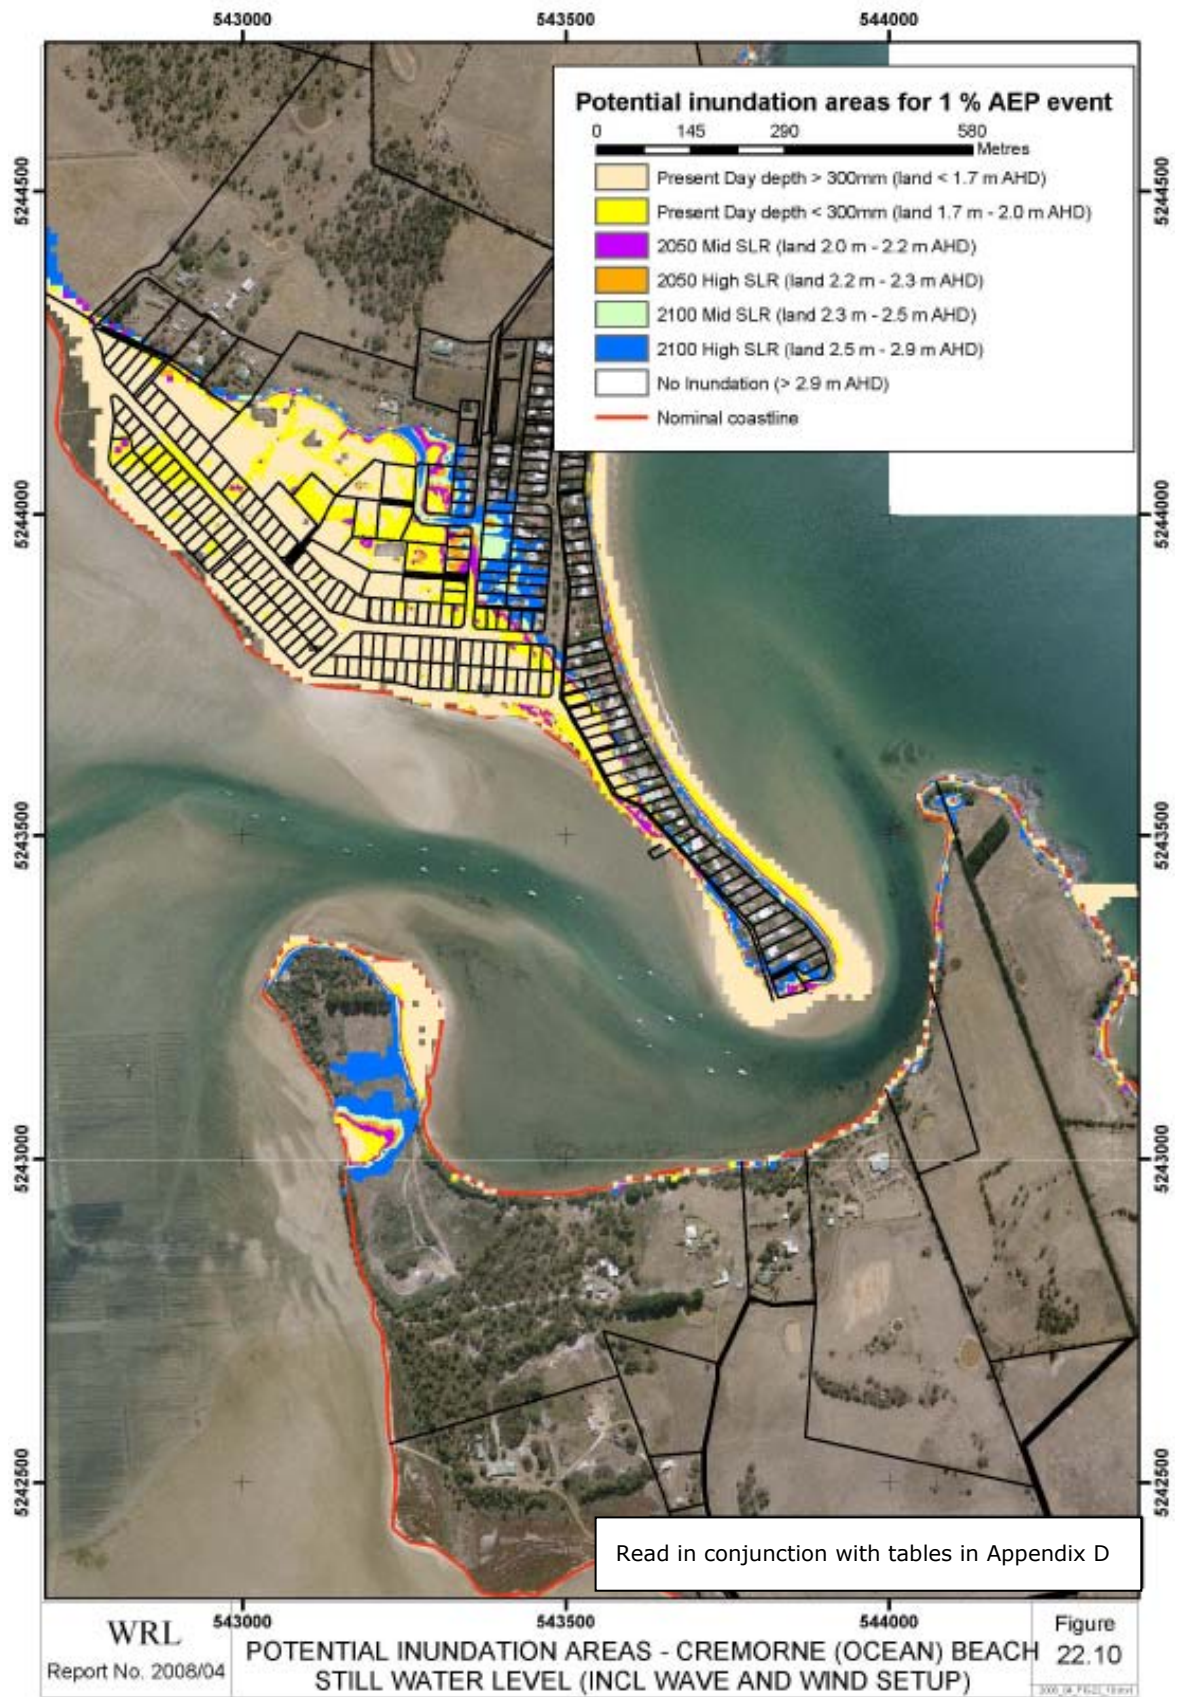 543000 543500 544000
Potential inundation areas for 1 % AEP event
0 145 290 580
Metres
Present Day depth > 300mm (land < 1.7 m AHD)
Present Day depth < 300mm (land 1.7 m - 2.0 m AHD)
2050 Mid SLR (land 2.0 m - 2.2 m AHD)
2050 High SLR (land 2.2 m - 2.3 m AHD)
2100 Mid SLR (land 2.3 m - 2.5 m AHD)
2100 High SLR (land 2.5 m - 2.9 m AHD)
No Inundation (> 2.9 m AHD)
Nominal coastline
5244500 5244500
5244000 5244000
5243500 5243500
5243000 5243000
5242500 5242500
Read in conjunction with tables in Appendix D
543000 543500 544000
WRL
Report No. 2008/04
POTENTIAL INUNDATION AREAS - CREMORNE (OCEAN) BEACH
STILL WATER LEVEL (INCL WAVE AND WIND SETUP)
Figure
22.10